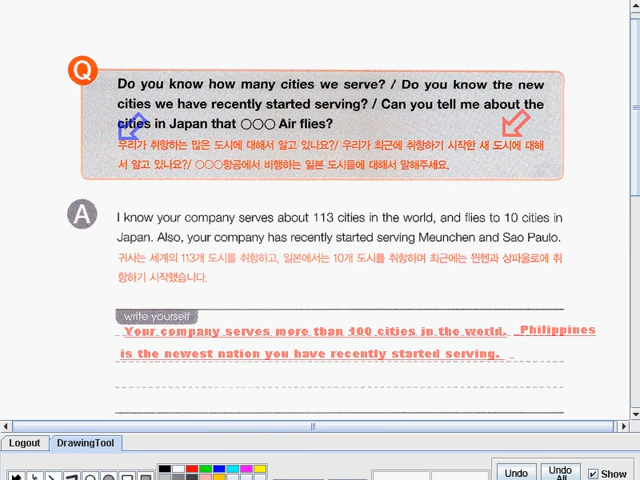 Q
Do you know how many cities we serve? / Do you know the new
cities we have recently started serving? / Can you tell me about the
cities in Japan that ○○○ Air flies?
우리가 취항하는 많은 도시에 대해서 알고 있나요?/ 우리가 최근에 취항하기 시작한 새 도시에 대해
서 알고 있나요?/ ○○○항공에서 비행하는 일본 도시들에 대해서 말해주세요.
A
I know your company serves about 113 cities in the world, and flies to 10 cities in
Japan. Also, your company has recently started serving Meunchen and Sao Paulo.
귀사는 세계의 113개 도시를 취항하고, 일본에서는 10개 도시를 취항하며 최근에는 뮌헨과 상파울로에 취
항하기 시작했습니다.
write yourself
Your company serves more than 100 cities in the world. Philippines
is the newest nation you have recently started serving.
Logout DrawingTool
Undo Undo All Show